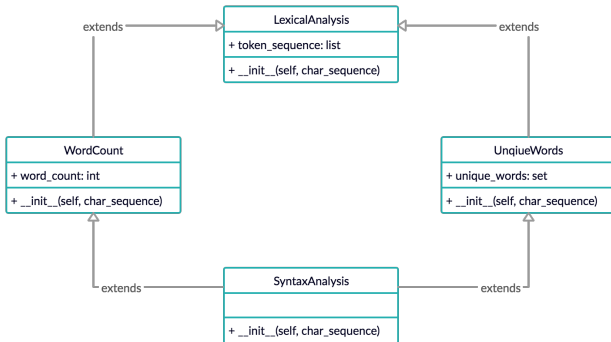 LexicalAnalysis
extends
extends
+ token_sequence: list
+ __init__(self, char_sequence)
WordCount
UnqiueWords
+ word_count: int
+ unique_words: set
+ __init__(self, char_sequence)
+ __init__(self, char_sequence)
SyntaxAnalysis
extends
extends
+ __init__(self, char_sequence)